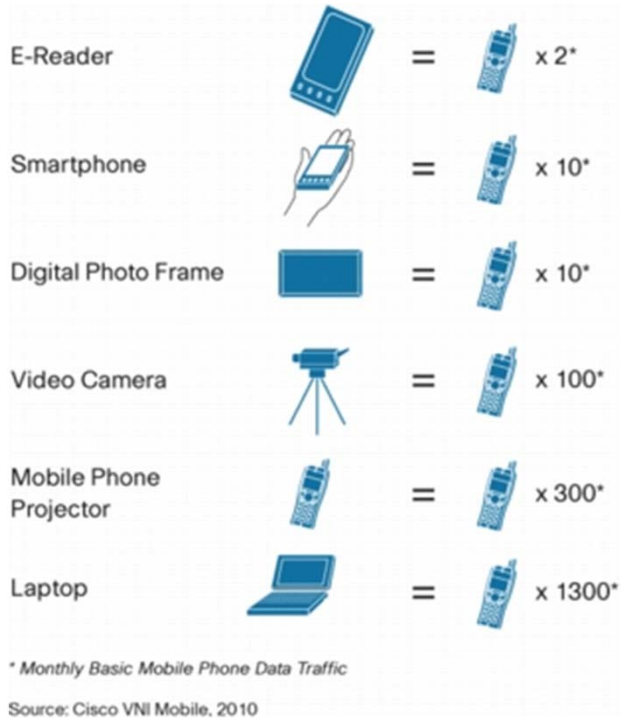 E-Reader = x 2*
Smartphone = x 10*
Digital Photo Frame = x 10*
Video Camera = x 100*
Mobile Phone
Projector = x 300*
Laptop = x 1300*
* Monthly Basic Mobile Phone Data Traffic
Source: Cisco VNI Mobile, 2010